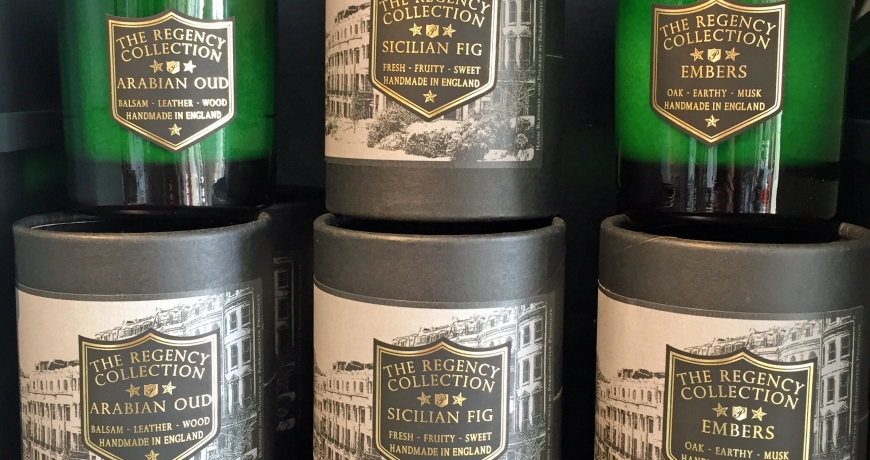 THE REGENCY
COLLECTION
ARABIAN OUD
BALSAM - LEATHER - WOOD
HANDMADE IN ENGLAND
THE REGENCY
COLLECTION
SICILIAN FIG
FRESH - FRUITY - SWEET
HANDMADE IN ENGLAND
THE REGENCY
COLLECTION
EMBERS
OAK - EARTHY - MUSK
HANDMADE IN ENGLAND
THE REGENCY
COLLECTION
ARABIAN OUD
BALSAM - LEATHER - WOOD
HANDMADE IN ENGLAND
THE REGENCY
COLLECTION
SICILIAN FIG
FRESH - FRUITY - SWEET
HANDMADE IN ENGLAND
THE REGENCY
COLLECTION
EMBERS
OAK - EARTHY - MUSK